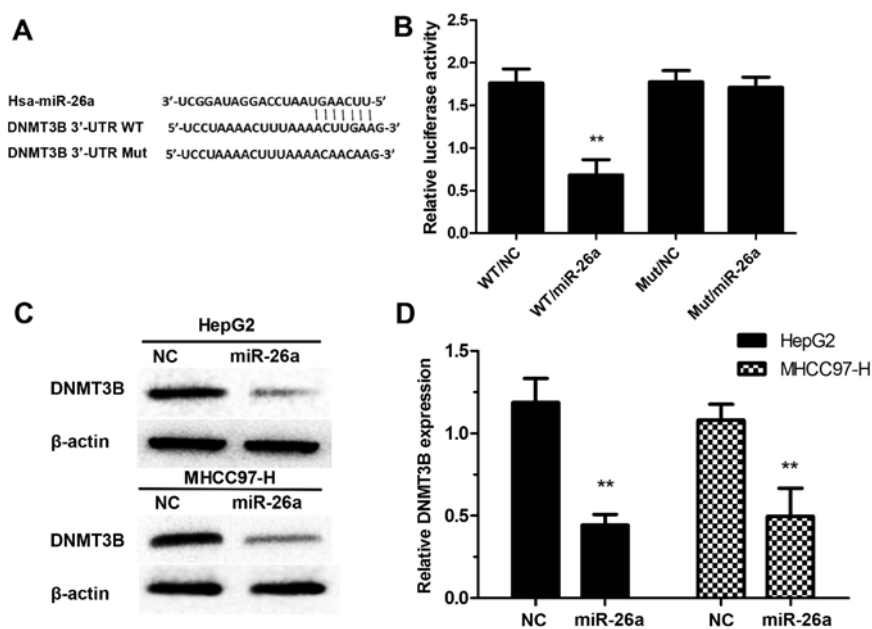 A
Hsa-miR-26a 3'-UCGGAUAGGACCUAAUGAACUU-5'
DNMT3B 3'-UTR WT 5'-UCCUAAAACUUUAAAACUUGAAG-3'
DNMT3B 3'-UTR Mut 5'-UCCUAAAACUUUAAAACAACAAG-3'
B
Relative luciferase activity
2.5
2.0
1.5
1.0
0.5
0.0
**
WT/NC
WT/miR-26a
Mut/NC
Mut/miR-26a
C
HepG2
NC miR-26a
DNMT3B
β-actin
MHCC97-H
NC miR-26a
DNMT3B
β-actin
D
HepG2
MHCC97-H
Relative DNMT3B expression
1.5
1.0
0.5
0.0
**
**
NC miR-26a NC miR-26a